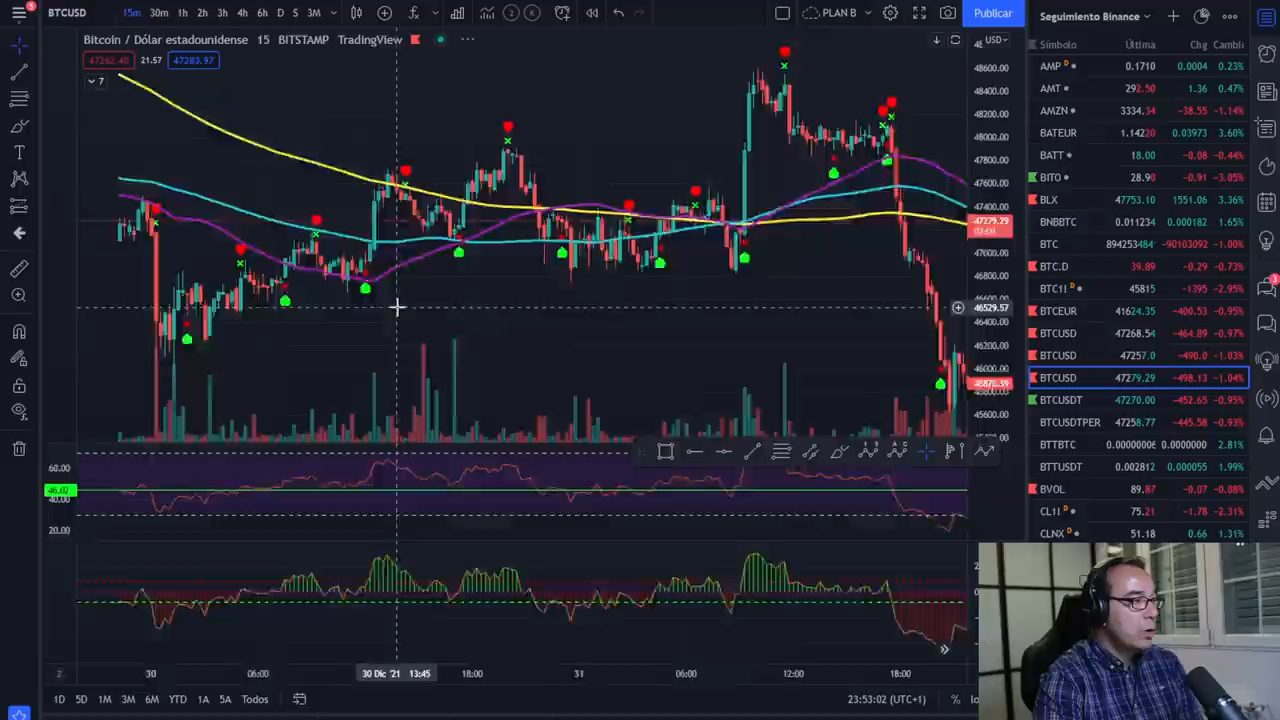 BTCUSD 15m 30m 1h 2h 3h 4h 6h D 5 3M PLAN B Publicar
Seguimiento Binance
Bitcoin / Dólar estadounidense 15 BITSTAMP TradingView
USD
47262.40 21.57 47283.97
7
Símbolo Última Chg Cambio
AMP D 0.1710 0.0004 0.23%
AMT 292.50 1.36 0.47%
AMZN 3334.34 -38.55 -1.14%
BATEUR 1.14220 0.03973 3.60%
BATT 18.00 -0.08 -0.44%
BITO 28.90 -0.91 -3.05%
BLX 47753.10 1551.06 3.36%
BNBBTC 0.011234 0.000182 1.65%
BTC 894253484 -90103092 -1.00%
BTC.D 39.89 -0.29 -0.73%
BTC1! D 45815 -1395 -2.95%
BTCEUR 41624.35 -400.53 -0.95%
BTCUSD 47268.54 -464.89 -0.97%
BTCUSD 47257.0 -490.0 -1.03%
BTCUSD 47279.29 -498.13 -1.04%
BTCUSDT 47270.00 -452.65 -0.95%
BTCUSDTPER 47258.77 -445.58 -0.93%
BTTBTC 0.0000000 0.0000000 2.81%
BTTUSDT 0.002812 0.000055 1.99%
BVOL 89.87 -0.07 -0.08%
CL1! D 75.21 -1.78 -2.31%
CLNX D 51.18 0.66 1.31%
48600.00
48400.00
48200.00
48000.00
47800.00
47600.00
47400.00
47279.29
47000.00
46800.00
46529.57
46400.00
46200.00
46000.00
45600.00
60.00
46.02
40.00
20.00
30 06:00 30 Dic '21 13:45 18:00 31 06:00 12:00 18:00
1D 5D 1M 3M 6M YTD 1A 5A Todos 23:53:02 (UTC+1) %